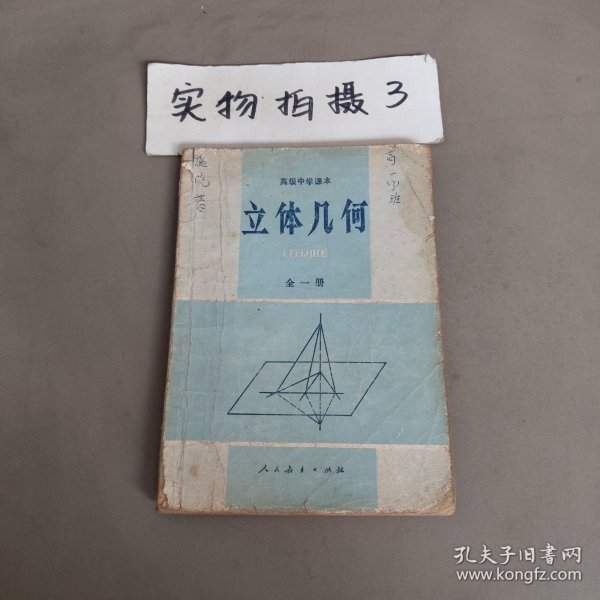 实物拍摄3
高级中学课本
立体几何
LITIJIHE
全一册
人民教育出版社
孔夫子旧书网
www.kongfz.com